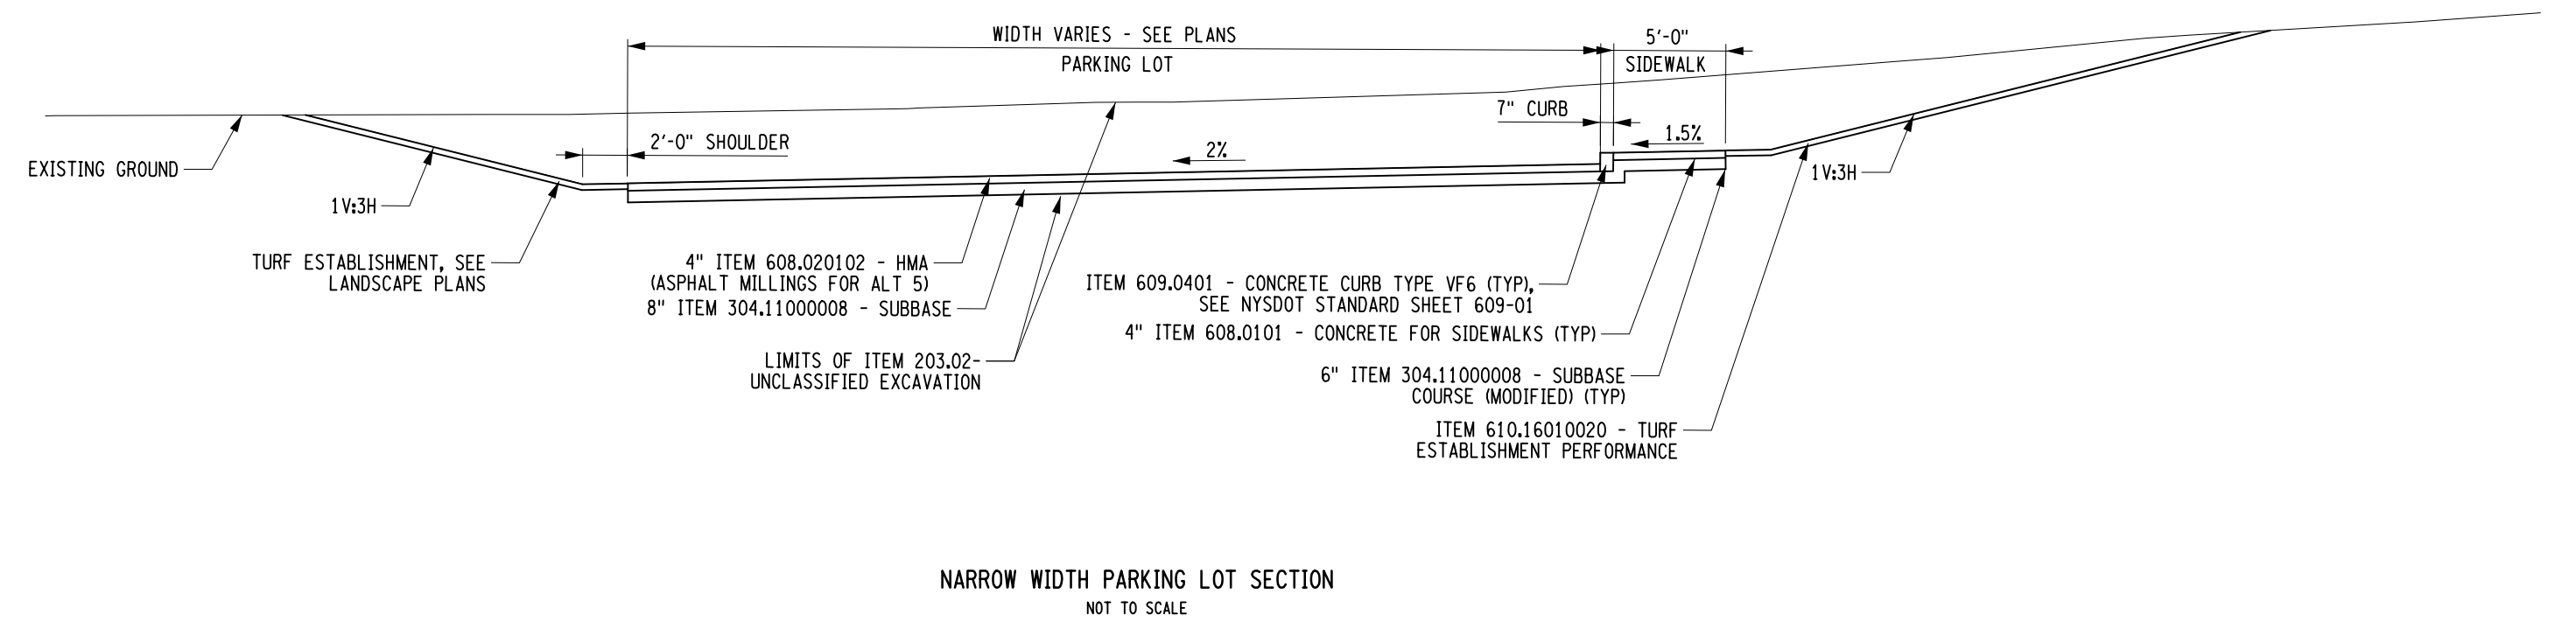 WIDTH VARIES - SEE PLANS
PARKING LOT
5'-0"
SIDEWALK
7" CURB
2'-0" SHOULDER
2%
1.5%
EXISTING GROUND
1V:3H
1V:3H
TURF ESTABLISHMENT, SEE
LANDSCAPE PLANS
4" ITEM 608.020102 - HMA
(ASPHALT MILLINGS FOR ALT 5)
8" ITEM 304.11000008 - SUBBASE
LIMITS OF ITEM 203.02-
UNCLASSIFIED EXCAVATION
ITEM 609.0401 - CONCRETE CURB TYPE VF6 (TYP),
SEE NYSDOT STANDARD SHEET 609-01
4" ITEM 608.0101 - CONCRETE FOR SIDEWALKS (TYP)
6" ITEM 304.11000008 - SUBBASE
COURSE (MODIFIED) (TYP)
ITEM 610.16010020 - TURF
ESTABLISHMENT PERFORMANCE
NARROW WIDTH PARKING LOT SECTION
NOT TO SCALE